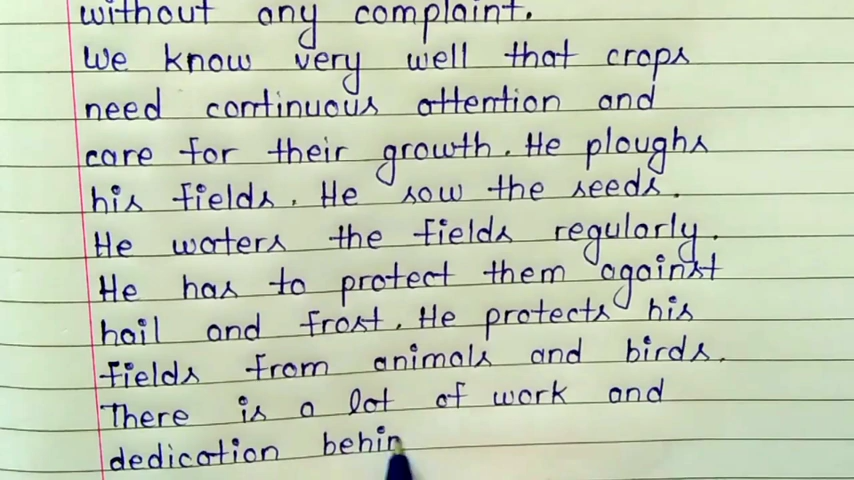 without any complaint.
We know very well that crops
need continuous attention and
care for their growth. He ploughs
his fields. He sow the seeds.
He waters the fields regularly.
He has to protect them against
hail and frost. He protects his
fields from animals and birds.
There is a lot of work and
dedication behin